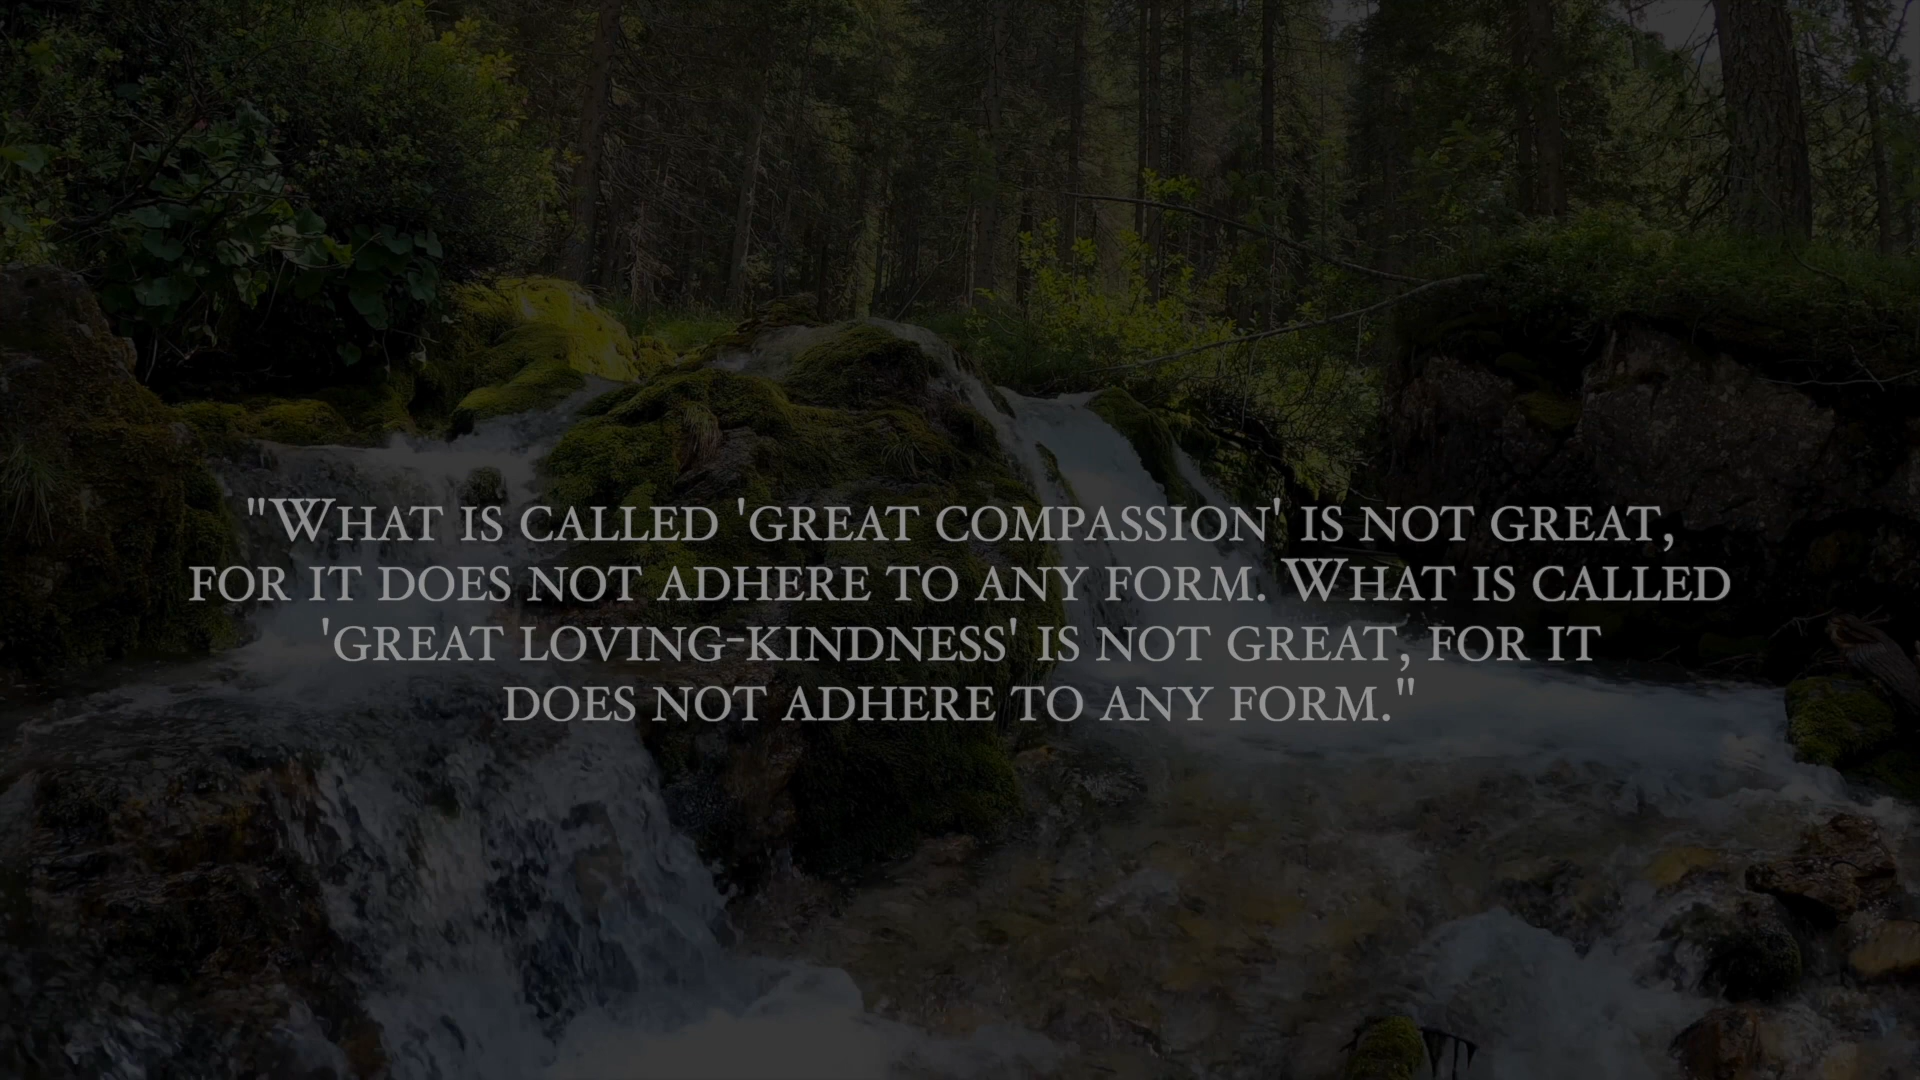 "What is called 'great compassion' is not great,
for it does not adhere to any form. What is called
'great loving-kindness' is not great, for it
does not adhere to any form."